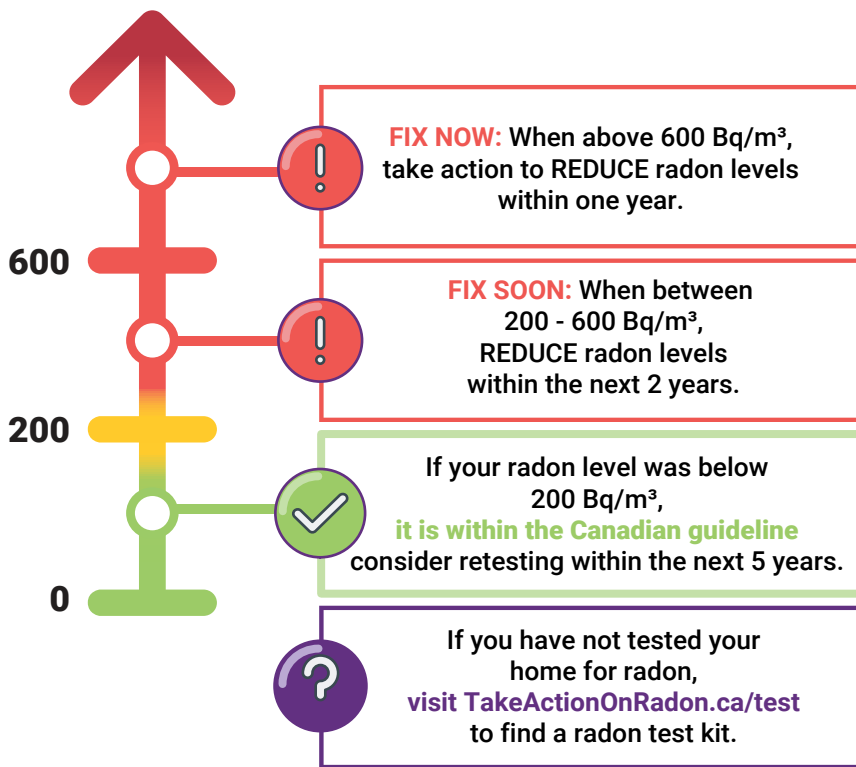 FIX NOW: When above 600 Bq/m³,
take action to REDUCE radon levels
within one year.
600
FIX SOON: When between
200 - 600 Bq/m³,
REDUCE radon levels
within the next 2 years.
200
If your radon level was below
200 Bq/m³,
it is within the Canadian guideline
consider retesting within the next 5 years.
0
If you have not tested your
home for radon,
visit TakeActionOnRadon.ca/test
to find a radon test kit.